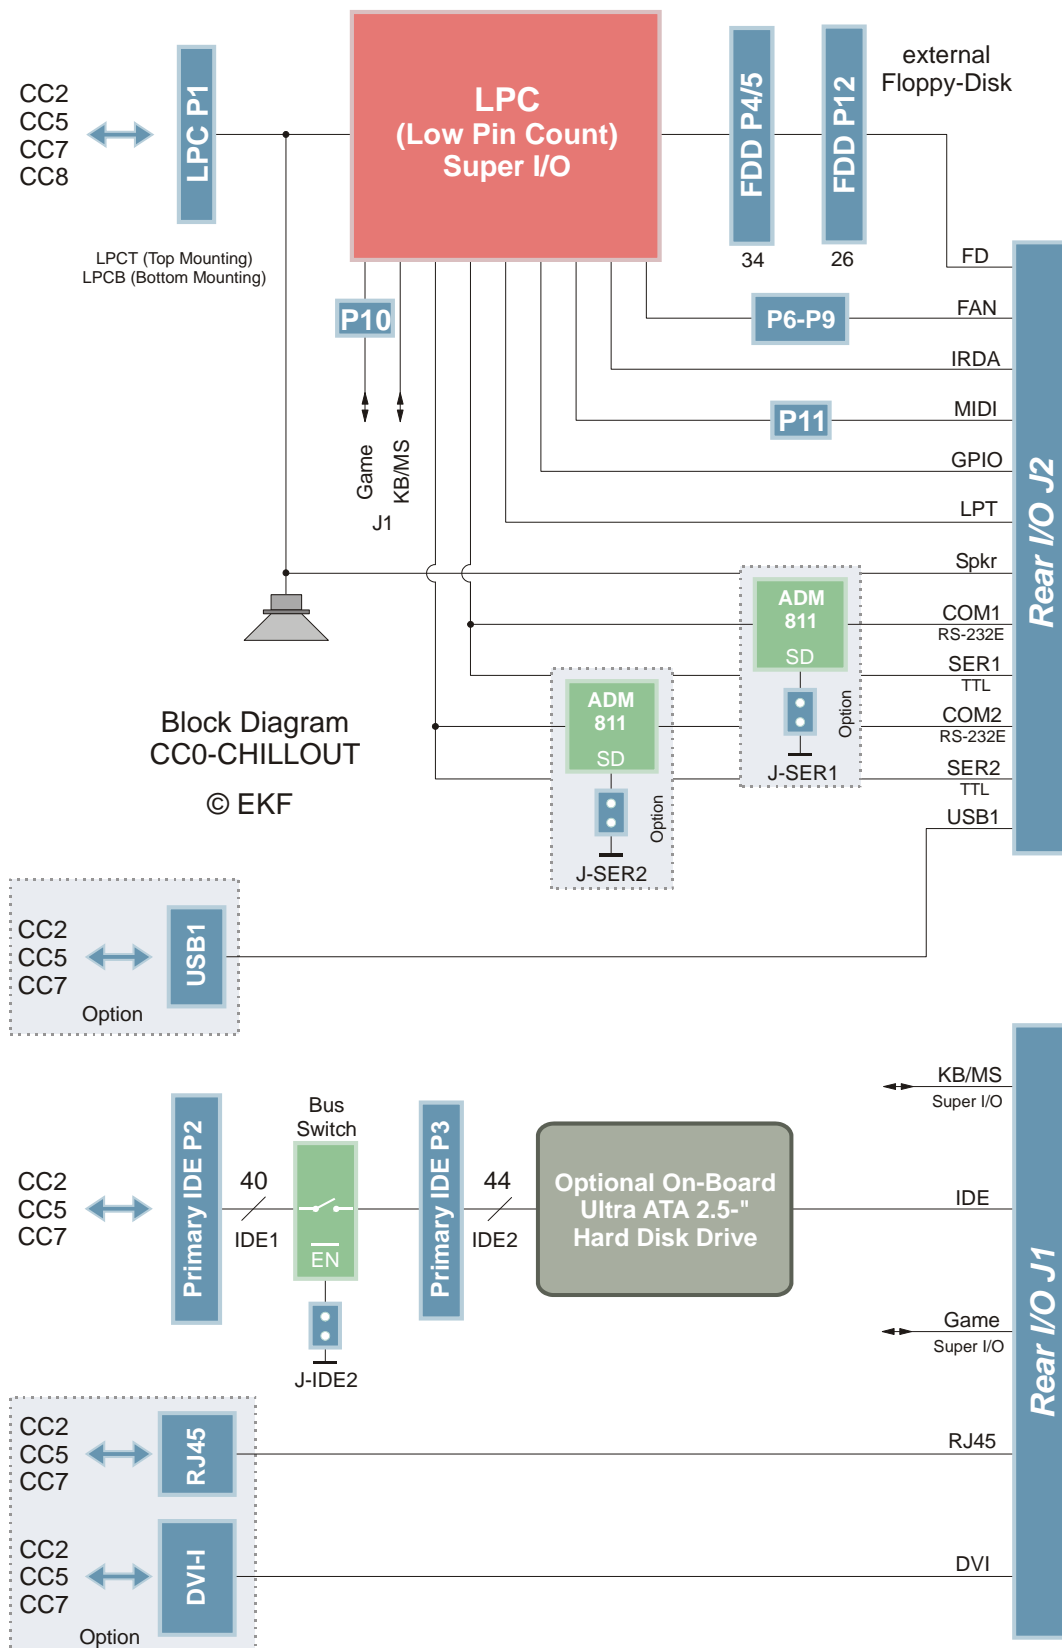 CC2
CC5
CC7
CC8
LPC P1
LPCT (Top Mounting)
LPCB (Bottom Mounting)
LPC
(Low Pin Count)
Super I/O
FDD P4/5
34
FDD P12
26
external
Floppy-Disk
P10
Game
KB/MS
J1
P6-P9
P11
FD
FAN
IRDA
MIDI
GPIO
LPT
Spkr
COM1
RS-232E
SER1
TTL
COM2
RS-232E
SER2
TTL
USB1
Rear I/O J2
ADM
811
SD
Option
J-SER1
ADM
811
SD
Option
J-SER2
Block Diagram
CC0-CHILLOUT
© EKF
CC2
CC5
CC7
USB1
Option
CC2
CC5
CC7
Primary IDE P2
40
IDE1
Bus
Switch
EN
J-IDE2
Primary IDE P3
44
IDE2
Optional On-Board
Ultra ATA 2.5-"
Hard Disk Drive
KB/MS
Super I/O
IDE
Game
Super I/O
RJ45
DVI
Rear I/O J1
CC2
CC5
CC7
RJ45
CC2
CC5
CC7
DVI-I
Option